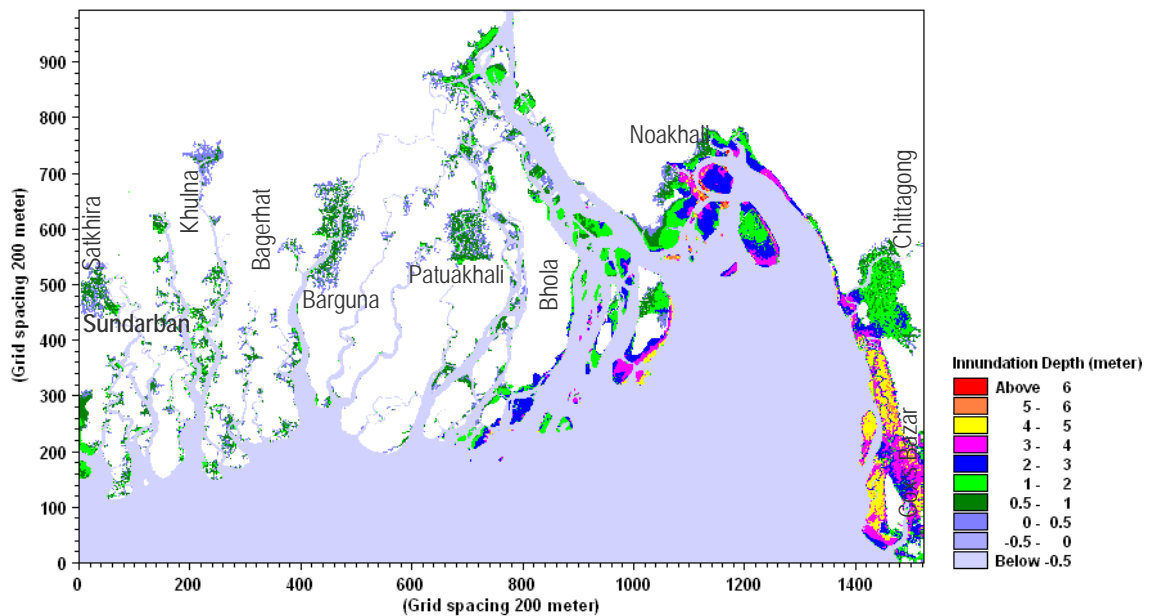 (Grid spacing 200 meter)
900
800
700
600
500
400
300
200
100
0
0
200
400
600
800
1000
1200
1400
(Grid spacing 200 meter)
Satkhira
Khulna
Bagerhat
Sundarban
Barguna
Patuakhali
Bhola
Noakhali
Chittagong
Bazar
Innundation Depth (meter)
Above 6
5 - 6
4 - 5
3 - 4
2 - 3
1 - 2
0.5 - 1
0 - 0.5
-0.5 - 0
Below -0.5